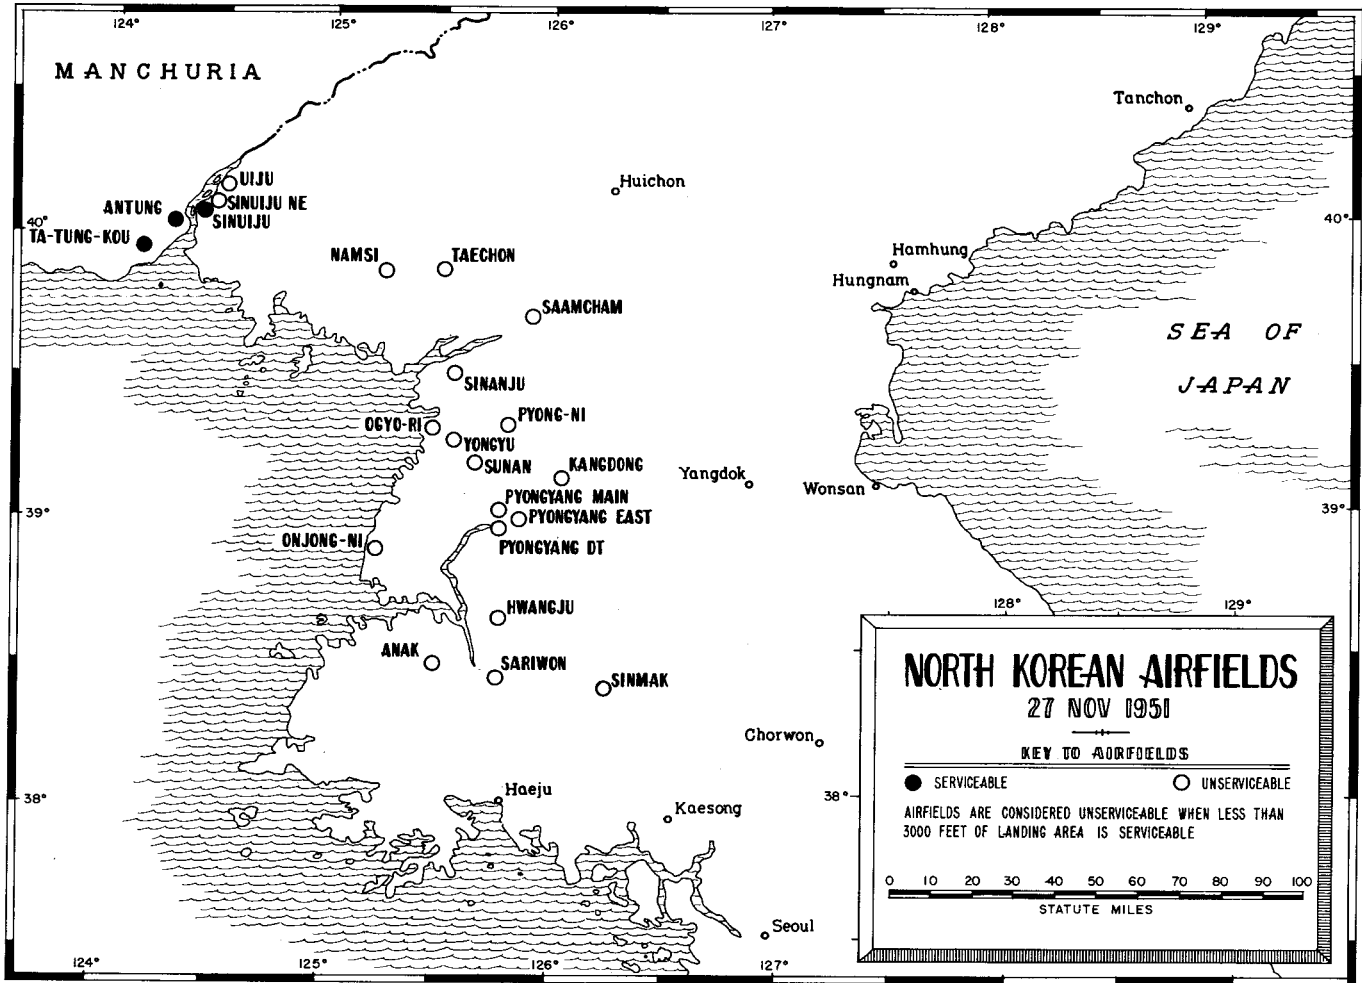 124°
125°
126°
127°
128°
129°
MANCHURIA
Tanchon
UIJU
Huichon
SINUIJU NE
ANTUNG
SINUIJU
40°
40°
TA-TUNG-KOU
NAMSI
TAECHON
Hamhung
Hungnam
SAAMCHAM
SEA OF
JAPAN
SINANJU
OGYO-RI
PYONG-NI
YONGYU
SUNAN
KANGDONG
Yangdok
Wonsan
PYONGYANG MAIN
39°
PYONGYANG EAST
39°
ONJONG-NI
PYONGYANG DT
HWANGJU
128°
129°
ANAK
SARIWON
SINMAK
NORTH KOREAN AIRFIELDS
27 NOV 1951
Chorwon
KEY TO AIRFIELDS
SERVICEABLE
UNSERVICEABLE
Haeju
38°
38°
Kaesong
AIRFIELDS ARE CONSIDERED UNSERVICEABLE WHEN LESS THAN
3000 FEET OF LANDING AREA IS SERVICEABLE
0 10 20 30 40 50 60 70 80 90 100
STATUTE MILES
Seoul
124°
125°
126°
127°